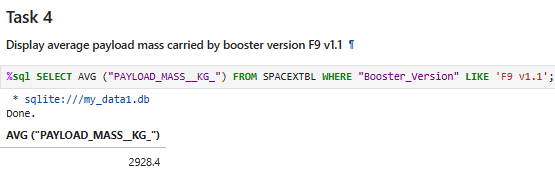 Task 4
Display average payload mass carried by booster version F9 v1.1 ¶
%sql SELECT AVG ("PAYLOAD_MASS__KG_") FROM SPACEXTBL WHERE "Booster_Version" LIKE 'F9 v1.1';
* sqlite:///my_data1.db
Done.
AVG ("PAYLOAD_MASS__KG_")
2928.4